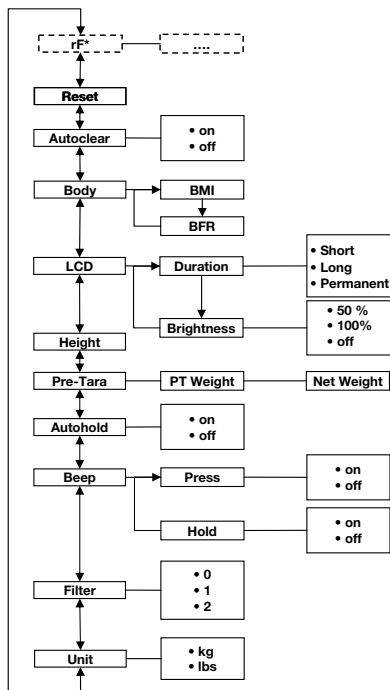 rF*
....
Reset
Autoclear
• on
• off
Body
BMI
BFR
LCD
Duration
• Short
• Long
• Permanent
Brightness
• 50 %
• 100%
• off
Height
Pre-Tara
PT Weight
Net Weight
Autohold
• on
• off
Beep
Press
• on
• off
Hold
• on
• off
Filter
• 0
• 1
• 2
Unit
• kg
• lbs